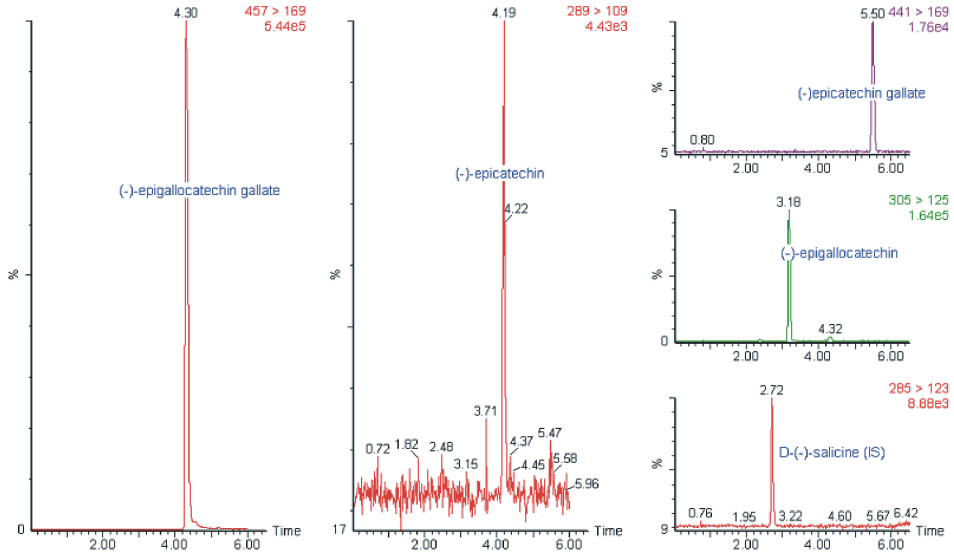 4.30
457 > 169
5.44e5
(-)-epigallocatechin gallate
%
0
2.00
4.00
6.00
Time
4.19
289 > 109
4.43e3
(-)-epicatechin
4.22
%
3.71
0.72
1.82
2.48
3.15
4.37
4.45
5.47
5.58
5.96
17
2.00
4.00
6.00
Time
5.50
441 > 169
1.76e4
(-)epicatechin gallate
%
0.80
5
2.00
4.00
6.00
3.18
305 > 125
1.64e5
(-)-epigallocatechin
%
4.32
0
2.00
4.00
6.00
2.72
285 > 123
8.88e3
D-(-)-salicine (IS)
%
0.76
1.95
3.22
4.60
5.67
6.42
9
2.00
4.00
6.00
Time